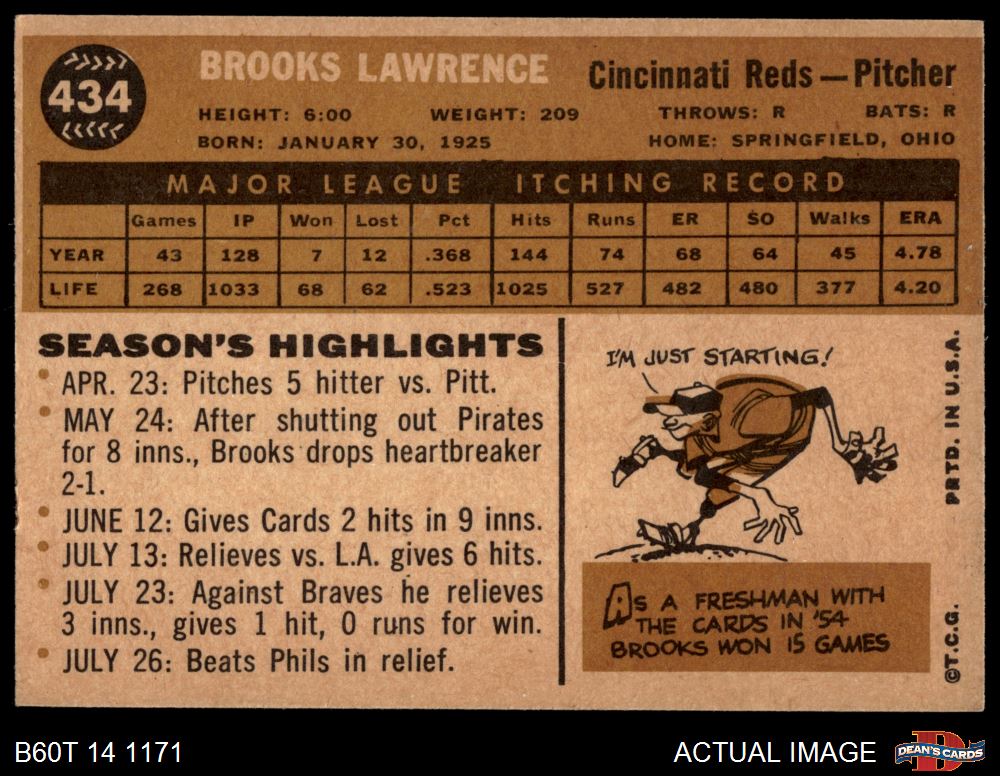 434
BROOKS LAWRENCE
Cincinnati Reds — Pitcher
HEIGHT: 6:00 WEIGHT: 209 THROWS: R BATS: R
BORN: JANUARY 30, 1925 HOME: SPRINGFIELD, OHIO
MAJOR LEAGUE ITCHING RECORD
Games IP Won Lost Pct Hits Runs ER SO Walks ERA
YEAR 43 128 7 12 .368 144 74 68 64 45 4.78
LIFE 268 1033 68 62 .523 1025 527 482 480 377 4.20
SEASON'S HIGHLIGHTS
• APR. 23: Pitches 5 hitter vs. Pitt.
• MAY 24: After shutting out Pirates
for 8 inns., Brooks drops heartbreaker
2-1.
• JUNE 12: Gives Cards 2 hits in 9 inns.
• JULY 13: Relieves vs. L.A. gives 6 hits.
• JULY 23: Against Braves he relieves
3 inns., gives 1 hit, 0 runs for win.
• JULY 26: Beats Phils in relief.
I'M JUST STARTING!
AS A FRESHMAN WITH
THE CARDS IN '54
BROOKS WON 15 GAMES
©T.C.G. PRTD. IN U.S.A.
B60T 14 1171
ACTUAL IMAGE
DEAN'S CARDS